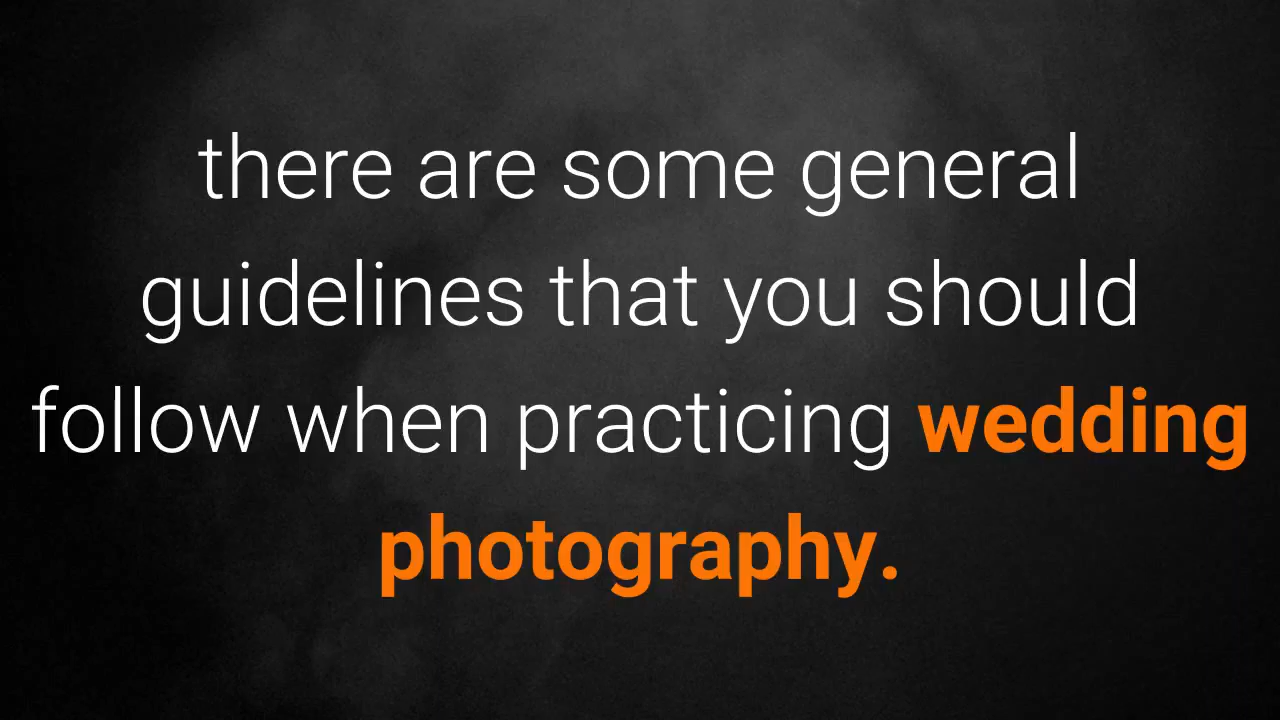 there are some general
guidelines that you should
follow when practicing wedding
photography.